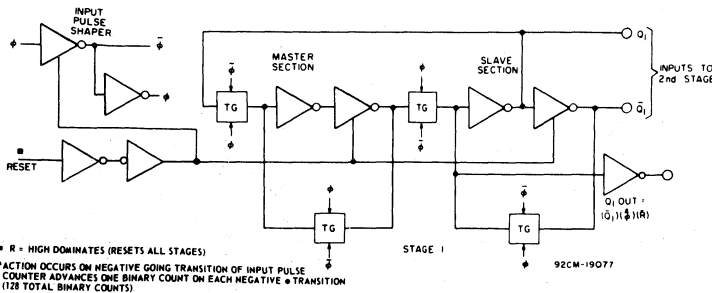 INPUT
PULSE
SHAPER
ϕ
ϕ̄
ϕ
MASTER
SECTION
SLAVE
SECTION
Q1
INPUTS TO
2nd STAGE
Q̄1
ϕ̄
TG
ϕ
ϕ
TG
ϕ̄
RESET
ϕ
TG
ϕ̄
ϕ̄
TG
ϕ
Q1 OUT =
STAGE 1
92CM-19077
R = HIGH DOMINATES (RESETS ALL STAGES)
ACTION OCCURS ON NEGATIVE GOING TRANSITION OF INPUT PULSE
COUNTER ADVANCES ONE BINARY COUNT ON EACH NEGATIVE ϕ TRANSITION
(128 TOTAL BINARY COUNTS)